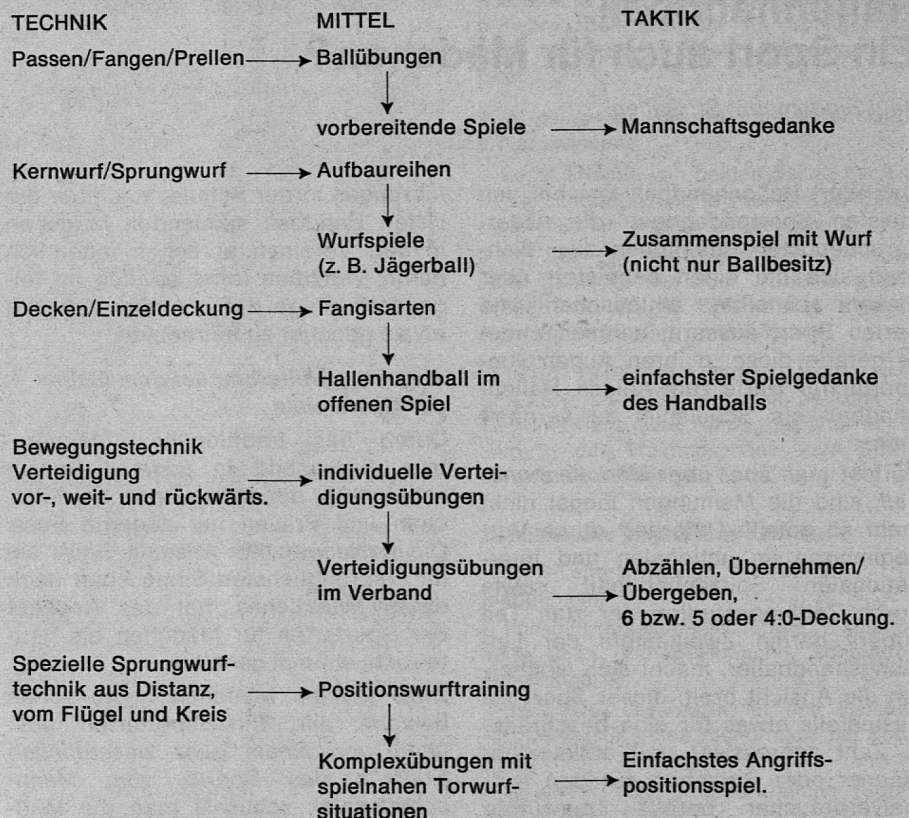 TECHNIK MITTEL TAKTIK
Passen/Fangen/Prellen Ballübungen
vorbereitende Spiele Mannschaftsgedanke
Kernwurf/Sprungwurf Aufbaureihen
Wurfspiele Zusammenspiel mit Wurf
(z. B. Jägerball) (nicht nur Ballbesitz)
Decken/Einzeldeckung Fangisarten
Hallenhandball im einfachster Spielgedanke
offenen Spiel des Handballs
Bewegungstechnik
Verteidigung individuelle Vertei-
vor-, weit- und rückwärts. digungsübungen
Verteidigungsübungen Abzählen, Übernehmen/
im Verband Übergeben,
6 bzw. 5 oder 4:0-Deckung.
Spezielle Sprungwurf-
technik aus Distanz, Positionswurftraining
vom Flügel und Kreis
Komplexübungen mit Einfachstes Angriffs-
spielnahen Torwurf- positionsspiel.
situationen